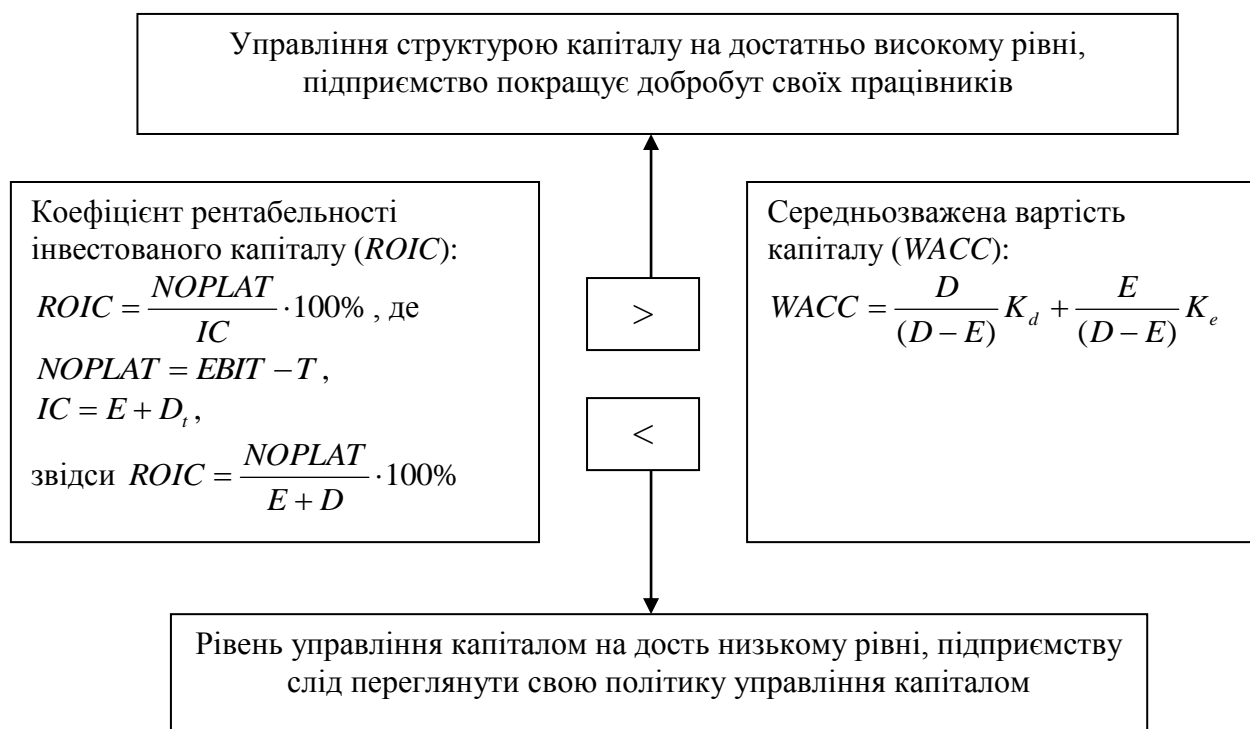 Управління структурою капіталу на достатньо високому рівні,
підприємство покращує добробут своїх працівників
Коефіцієнт рентабельності
інвестованого капіталу (ROIC):
ROIC = NOPLAT / IC · 100% , де
NOPLAT = EBIT − T ,
IC = E + D_t ,
звідси ROIC = NOPLAT / E + D · 100%
>
<
Середньозважена вартість
капіталу (WACC):
WACC = D / (D − E) K_d + E / (D − E) K_e
Рівень управління капіталом на дость низькому рівні, підприємству
слід переглянути свою політику управління капіталом